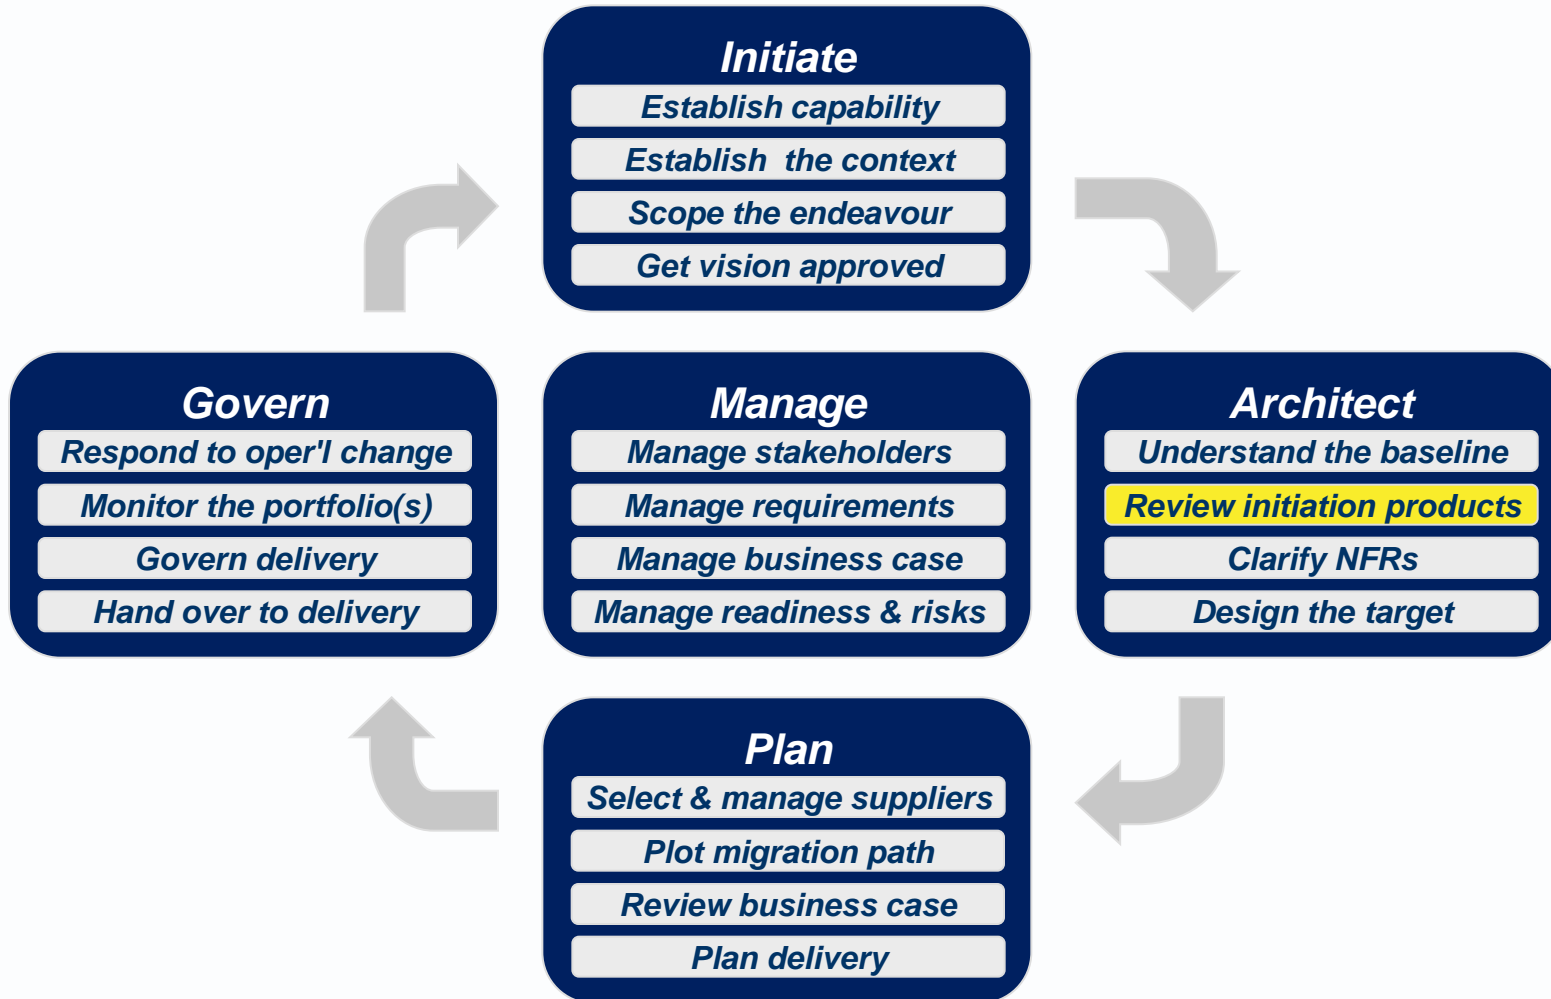 Initiate
Establish capability
Establish  the context
Scope the endeavour
Get vision approved
Govern
Respond to oper'l change
Monitor the portfolio(s)
Govern delivery
Hand over to delivery
Manage
Manage stakeholders
Manage requirements
Manage business case
Manage readiness & risks
Architect
Understand the baseline
Review initiation products
Clarify NFRs
Design the target
Plan
Select & manage suppliers
Plot migration path
Review business case
Plan delivery